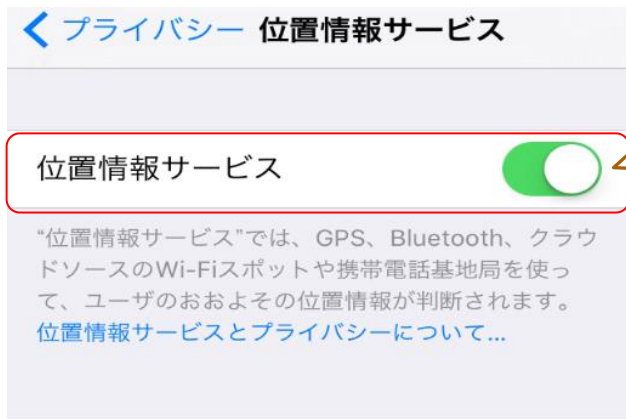 プライバシー 位置情報サービス
位置情報サービス
“位置情報サービス”では、GPS、Bluetooth、クラウ
ドソースのWi-Fiスポットや携帯電話基地局を使っ
て、ユーザのおおよその位置情報が判断されます。
位置情報サービスとプライバシーについて...